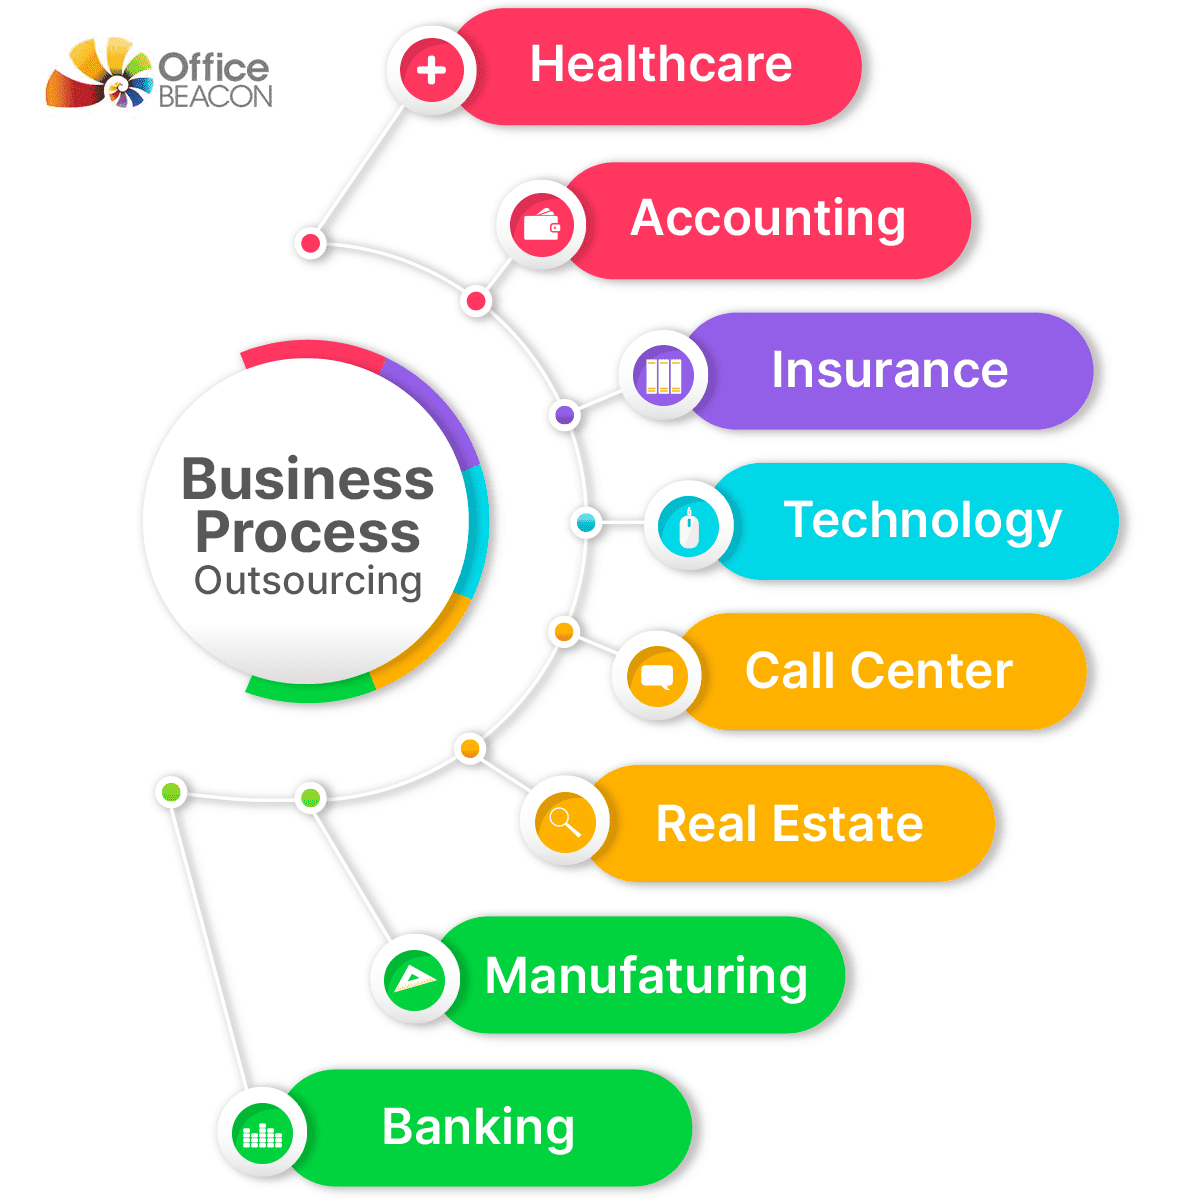 Office
BEACON
Healthcare
Accounting
Insurance
Business
Process
Outsourcing
Technology
Call Center
Real Estate
Manufaturing
Banking